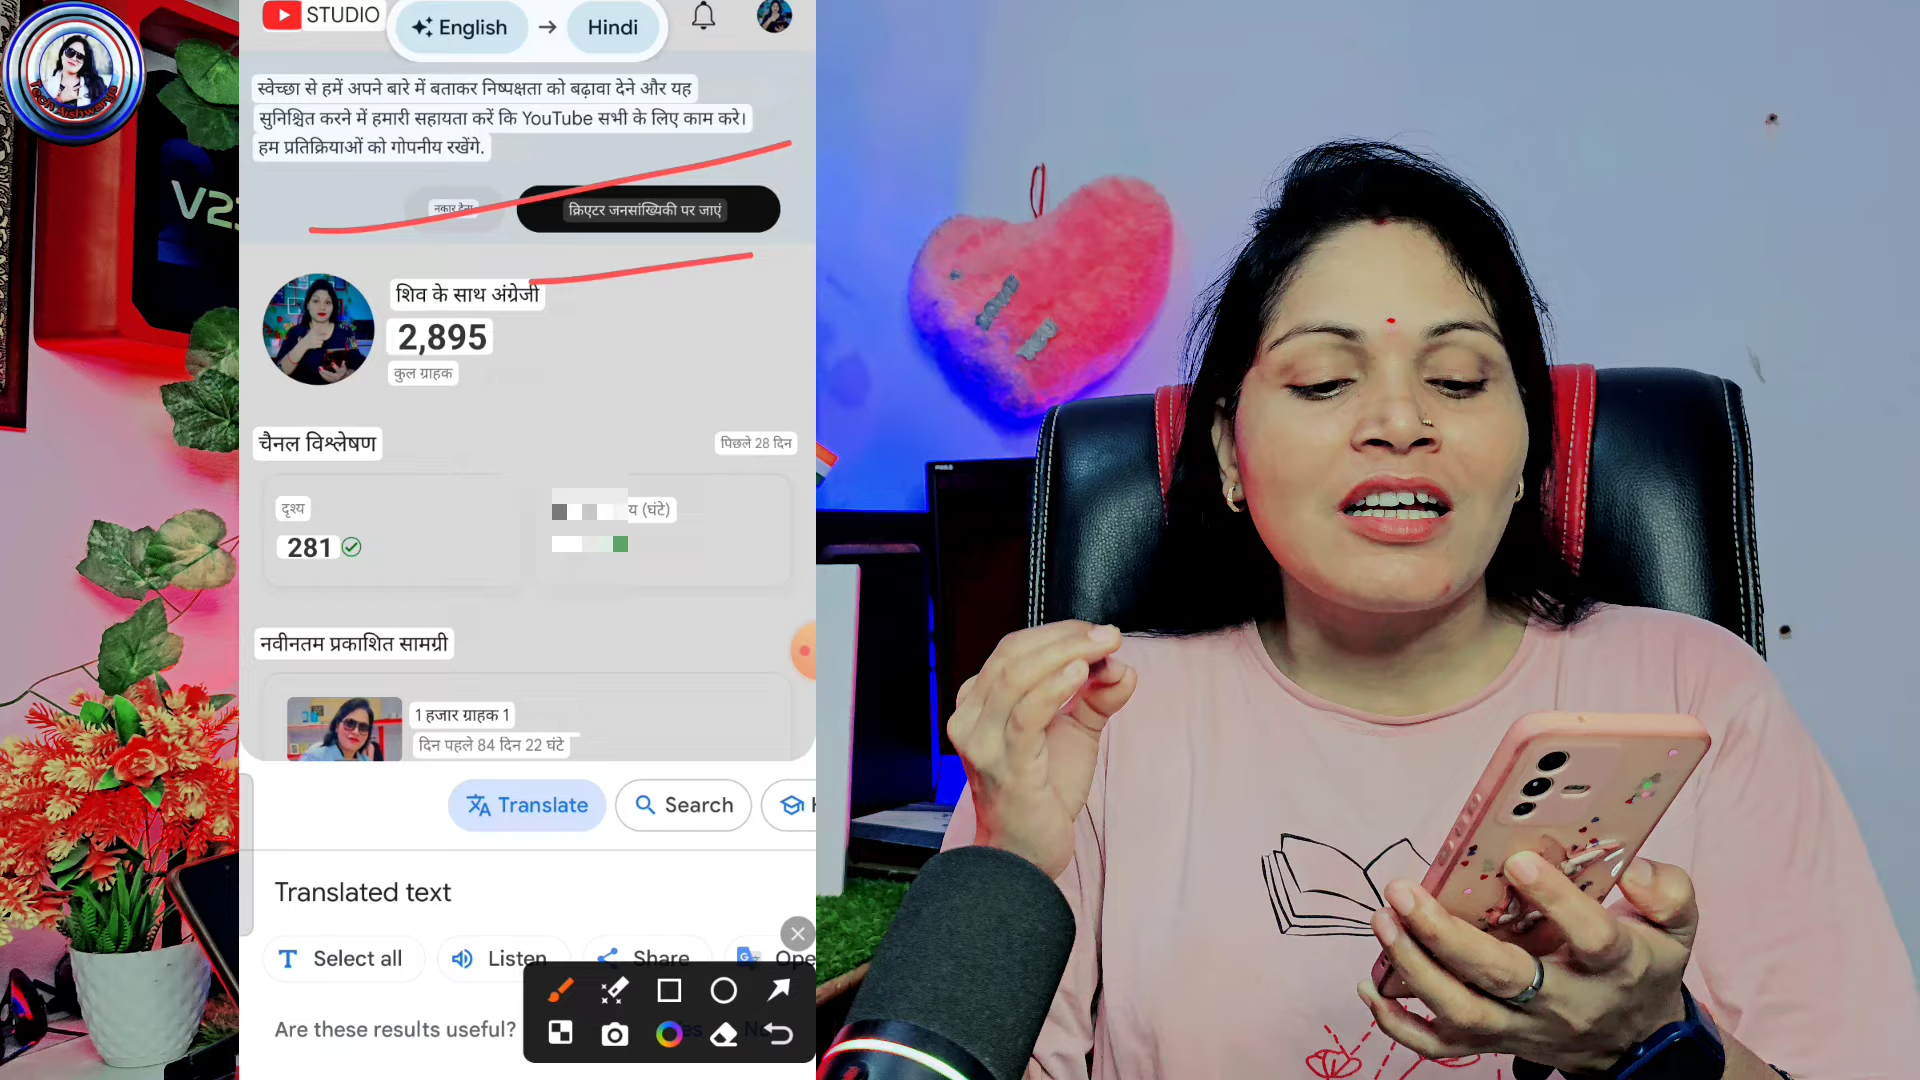 STUDIO
English → Hindi
स्वेच्छा से हमें अपने बारे में बताकर निष्पक्षता को बढ़ावा देने और यह
सुनिश्चित करने में हमारी सहायता करें कि YouTube सभी के लिए काम करे।
हम प्रतिक्रियाओं को गोपनीय रखेंगे.
नकार देना
क्रिएटर जनसांख्यिकी पर जाएं
शिव के साथ अंग्रेजी
2,895
कुल ग्राहक
चैनल विश्लेषण
पिछले 28 दिन
दृश्य
य (घंटे)
281
नवीनतम प्रकाशित सामग्री
1 हजार ग्राहक 1
दिन पहले 84 दिन 22 घंटे
Translate
Search
Translated text
Select all
Listen
Share
Ope
Are these results useful?